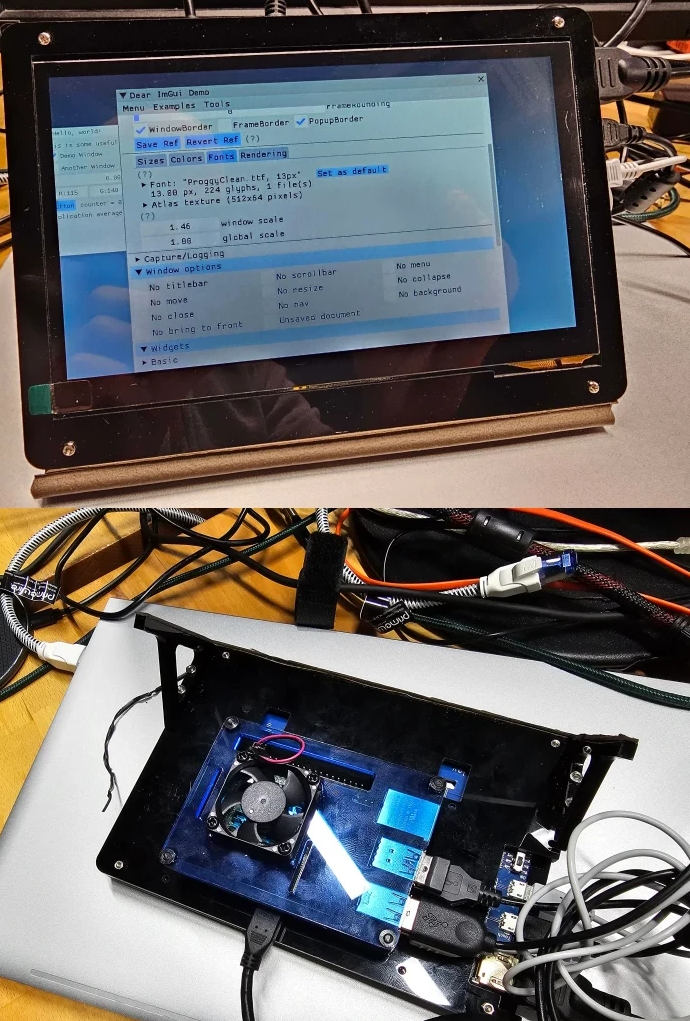 Dear ImGui Demo
Menu Examples Tools
FrameRounding
Hello, world!
WindowBorder FrameBorder PopupBorder
is is some useful
Save Ref Revert Ref (?)
Demo Window
Another Window
Sizes Colors Fonts Rendering
(?)
Font: "ProggyClean.ttf, 13px" Set as default
13.00 px, 224 glyphs, 1 file(s)
Atlas texture (512x64 pixels)
R:115 G:140
(?)
counter =
plication average
1.46 window scale
1.00 global scale
Capture/Logging
Window options
No titlebar No scrollbar No menu
No move No resize No collapse
No close No nav No background
No bring to front Unsaved document
Widgets
Basic